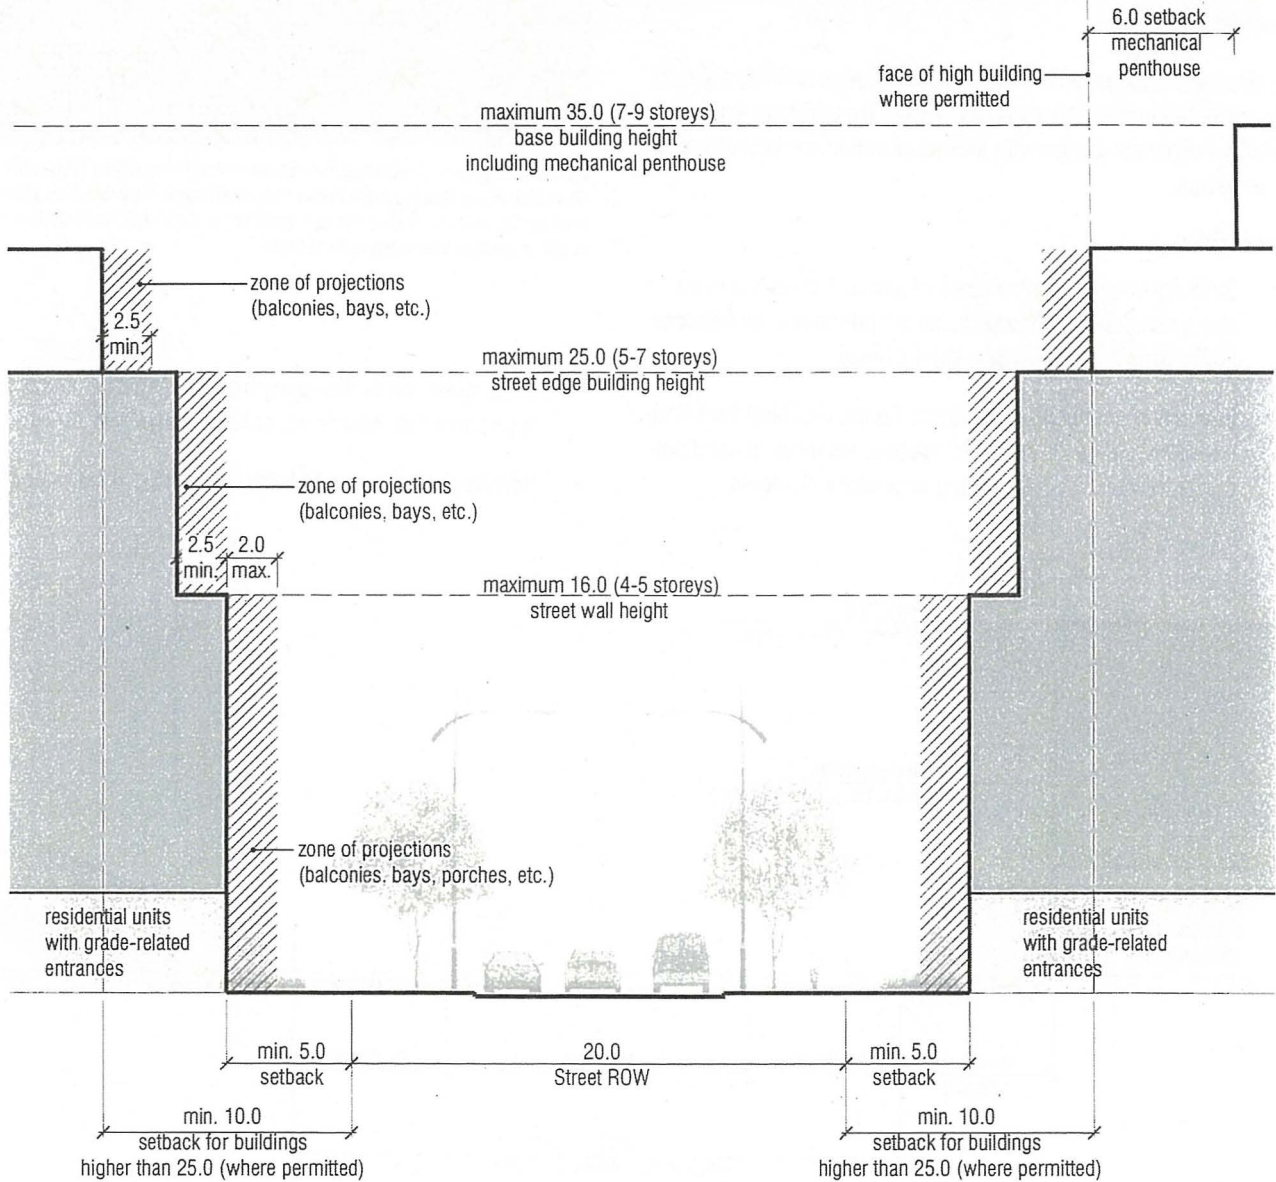 6.0 setback
mechanical
penthouse
face of high building
where permitted
maximum 35.0 (7-9 storeys)
base building height
including mechanical penthouse
zone of projections
(balconies, bays, etc.)
2.5
min.
maximum 25.0 (5-7 storeys)
street edge building height
zone of projections
(balconies, bays, etc.)
2.5
min.
2.0
max.
maximum 16.0 (4-5 storeys)
street wall height
zone of projections
(balconies, bays, porches, etc.)
residential units
with grade-related
entrances
residential units
with grade-related
entrances
min. 5.0
setback
20.0
Street ROW
min. 5.0
setback
min. 10.0
setback for buildings
higher than 25.0 (where permitted)
min. 10.0
setback for buildings
higher than 25.0 (where permitted)